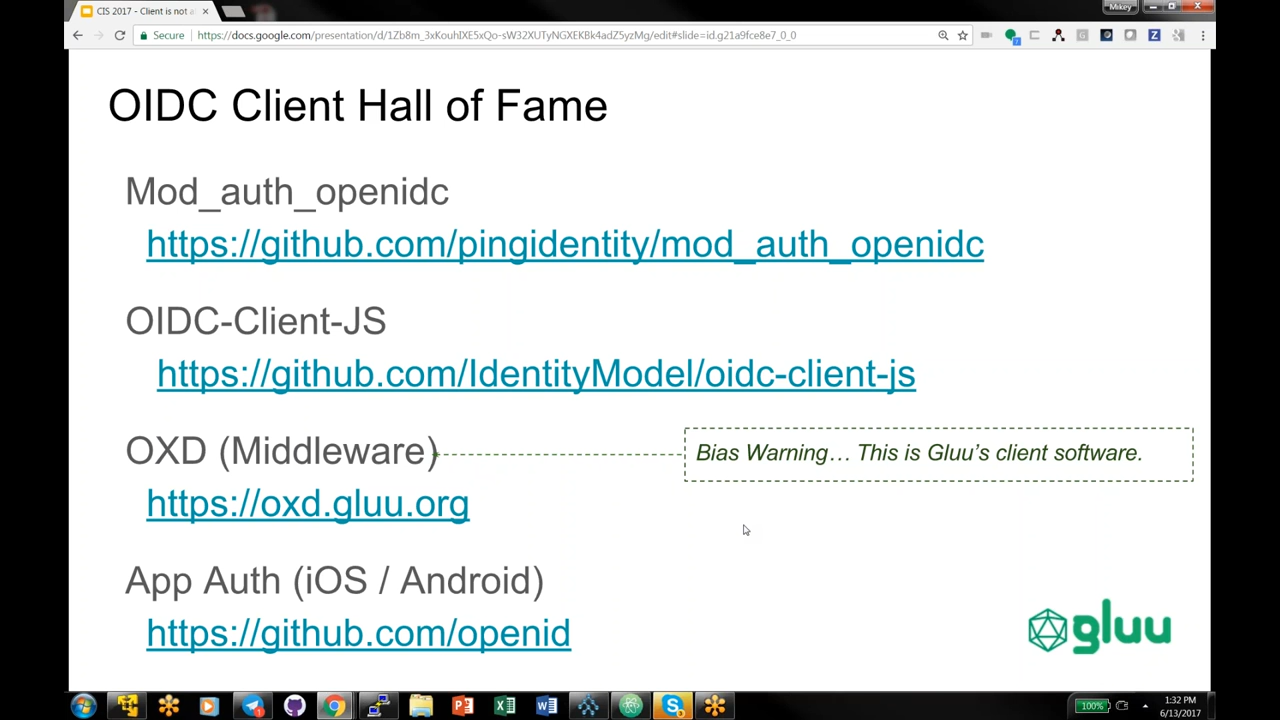 CIS 2017 - Client is not a
Mikey
Secure
https://docs.google.com/presentation/d/1Zb8m_3xKouhlXE5xQo-sW32XUTyNGXEKBk4adZ5yzMg/edit#slide=id.g21a9fce8e7_0_0
OIDC Client Hall of Fame
Mod_auth_openidc
https://github.com/pingidentity/mod_auth_openidc
OIDC-Client-JS
https://github.com/IdentityModel/oidc-client-js
OXD (Middleware)
Bias Warning… This is Gluu's client software.
https://oxd.gluu.org
App Auth (iOS / Android)
https://github.com/openid
gluu
100%
1:32 PM
6/13/2017